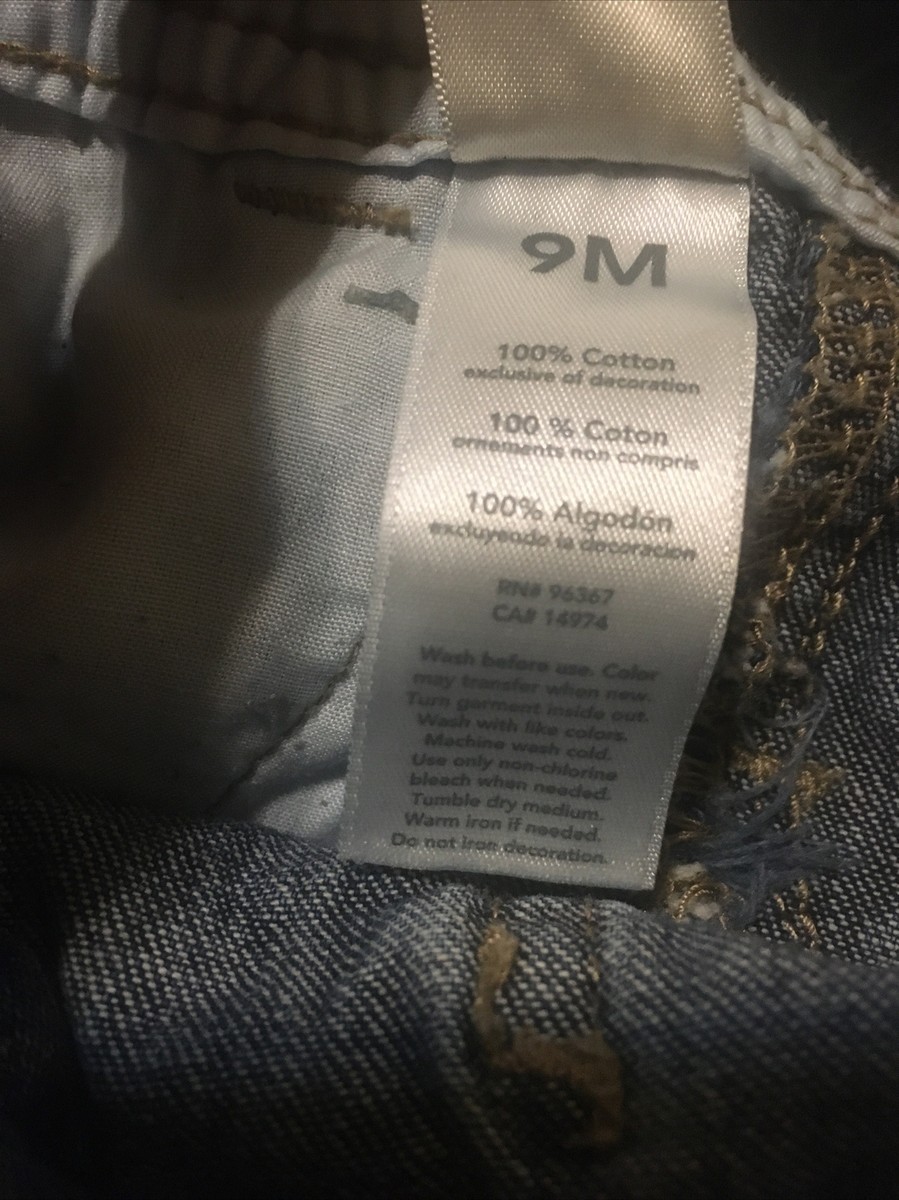 9M
100% Cotton
exclusive of decoration
100 % Coton
ornements non compris
100% Algodón
excluyendo la decoracion
RN# 96367
CA# 14974
Wash before use. Color
may transfer when new.
Turn garment inside out.
Wash with like colors.
Machine wash cold.
Use only non-chlorine
bleach when needed.
Tumble dry medium.
Warm iron if needed.
Do not iron decoration.